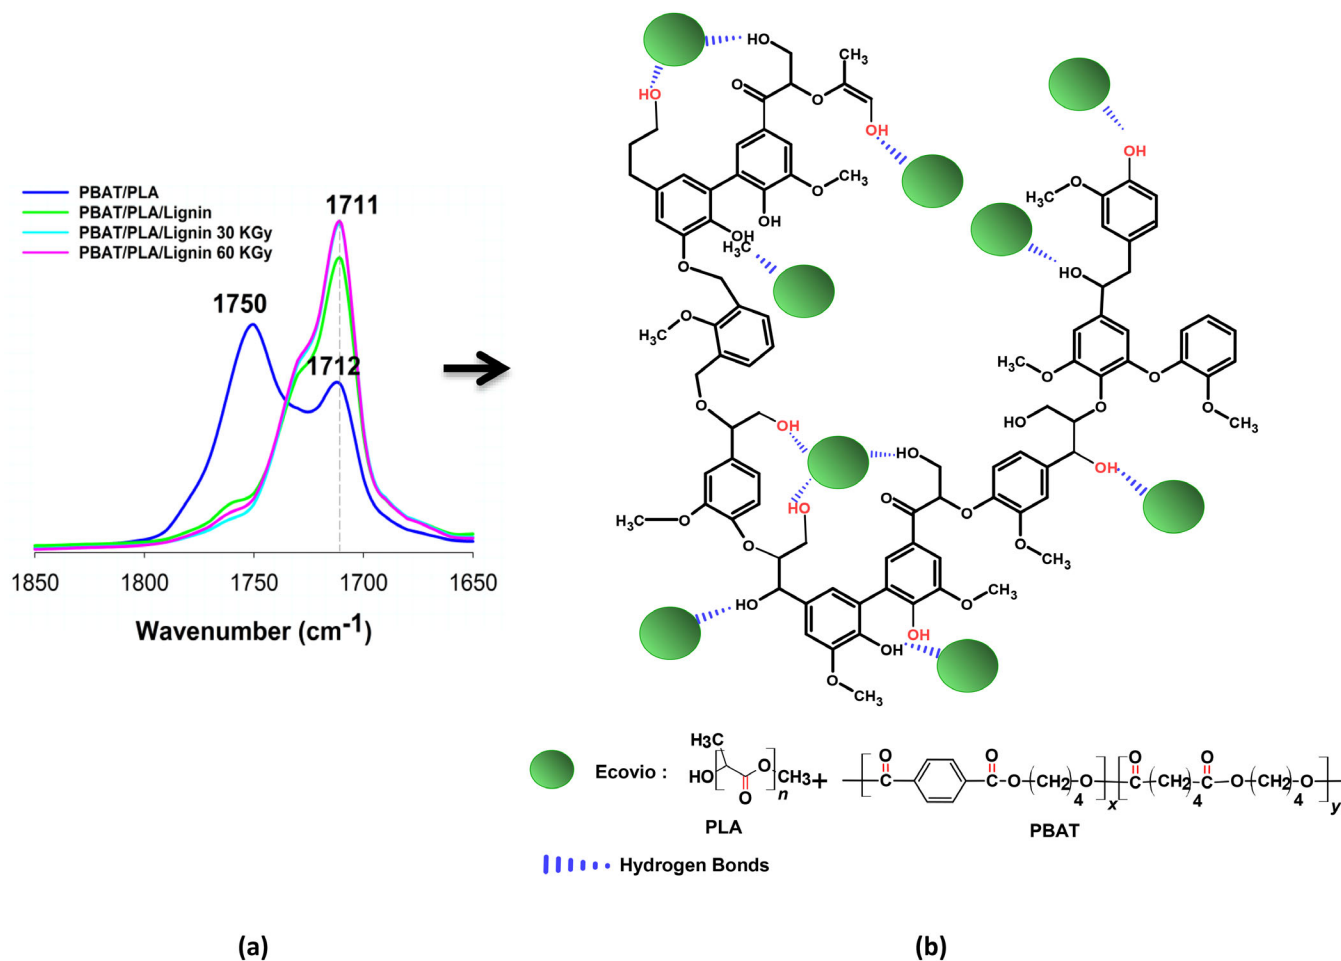 PBAT/PLA
PBAT/PLA/Lignin
PBAT/PLA/Lignin 30 KGy
PBAT/PLA/Lignin 60 KGy
1711
1750
1712
1850 1800 1750 1700 1650
Wavenumber (cm-1)
(a)
HO
CH3
HO
O
O
OH
OH
O
CH3
OH
OH
H3C
O
O
H3C
O
OH
HO
HO
O
H3C
O
O
O
HO
O
CH3
OH
OH
O
CH3
OH
O
H3C
HO
O
CH3
O
O
O
CH3
HO
OH
O
CH3
Ecovio :
H3C
HO
O
O
n
CH3
+
O
C
O
C
O
(CH2)4
O
x
O
C
(CH2)4
O
C
O
(CH2)4
O
y
PLA
PBAT
Hydrogen Bonds
(b)